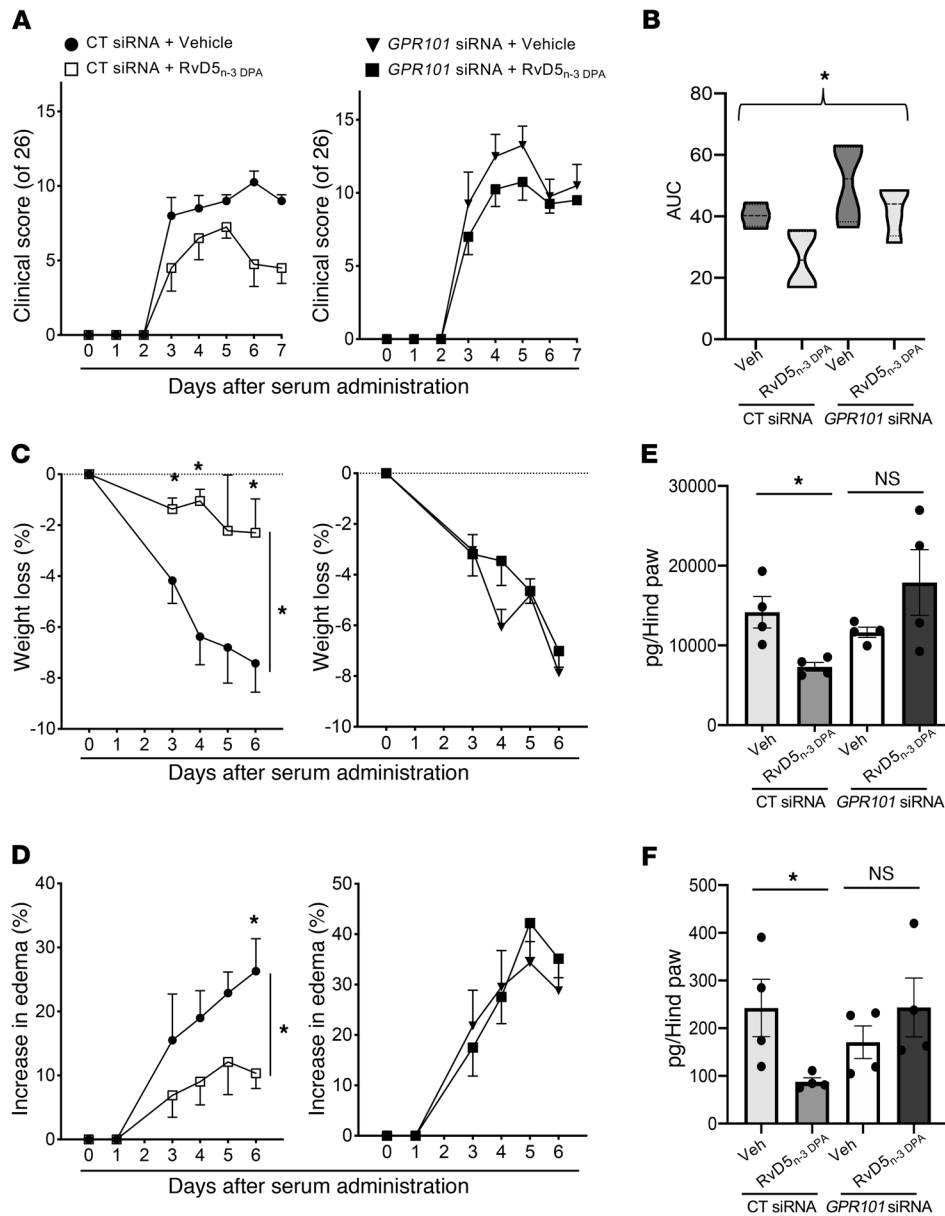 A
CT siRNA + Vehicle
CT siRNA + RvD5n-3 DPA
GPR101 siRNA + Vehicle
GPR101 siRNA + RvD5n-3 DPA
Clinical score (of 26)
15
10
5
0
0 1 2 3 4 5 6 7
Clinical score (of 26)
15
10
5
0
0 1 2 3 4 5 6 7
Days after serum administration
B
*
AUC
80
60
40
20
0
Veh
RvD5n-3 DPA
Veh
RvD5n-3 DPA
CT siRNA
GPR101 siRNA
C
Weight loss (%)
0
-2
-4
-6
-8
-10
* * *
*
0 1 2 3 4 5 6
Weight loss (%)
0
-2
-4
-6
-8
-10
0 1 2 3 4 5 6
Days after serum administration
E
pg/Hind paw
30000
20000
10000
0
*
NS
Veh
RvD5n-3 DPA
Veh
RvD5n-3 DPA
CT siRNA
GPR101 siRNA
D
Increase in edema (%)
40
30
20
10
0
*
*
0 1 2 3 4 5 6
Increase in edema (%)
50
40
30
20
10
0
0 1 2 3 4 5 6
Days after serum administration
F
pg/Hind paw
500
400
300
200
100
0
*
NS
Veh
RvD5n-3 DPA
Veh
RvD5n-3 DPA
CT siRNA
GPR101 siRNA